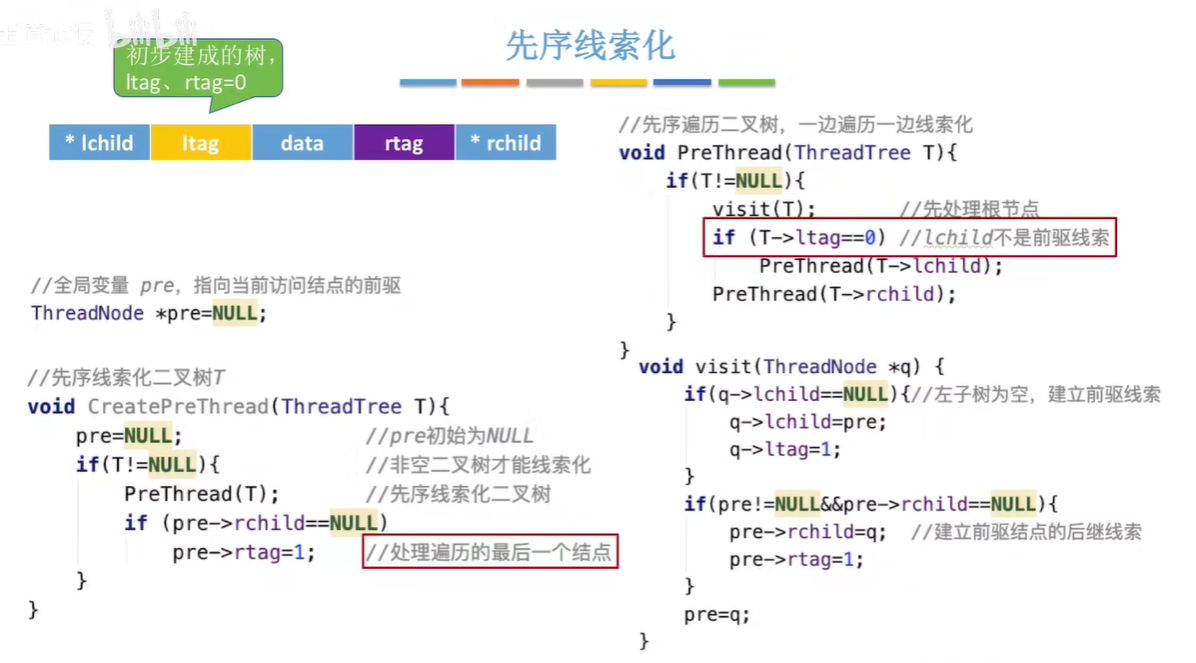 bilibili
先序线索化
初步建成的树，
ltag、rtag=0
* lchild ltag data rtag * rchild
//全局变量 pre，指向当前访问结点的前驱
ThreadNode *pre=NULL;
//先序线索化二叉树T
void CreatePreThread(ThreadTree T){
pre=NULL; //pre初始为NULL
if(T!=NULL){ //非空二叉树才能线索化
PreThread(T); //先序线索化二叉树
if (pre->rchild==NULL)
pre->rtag=1; //处理遍历的最后一个结点
}
}
//先序遍历二叉树，一边遍历一边线索化
void PreThread(ThreadTree T){
if(T!=NULL){
visit(T); //先处理根节点
if (T->ltag==0) //lchild不是前驱线索
PreThread(T->lchild);
PreThread(T->rchild);
}
}
void visit(ThreadNode *q) {
if(q->lchild==NULL){//左子树为空，建立前驱线索
q->lchild=pre;
q->ltag=1;
}
if(pre!=NULL&&pre->rchild==NULL){
pre->rchild=q; //建立前驱结点的后继线索
pre->rtag=1;
}
pre=q;
}